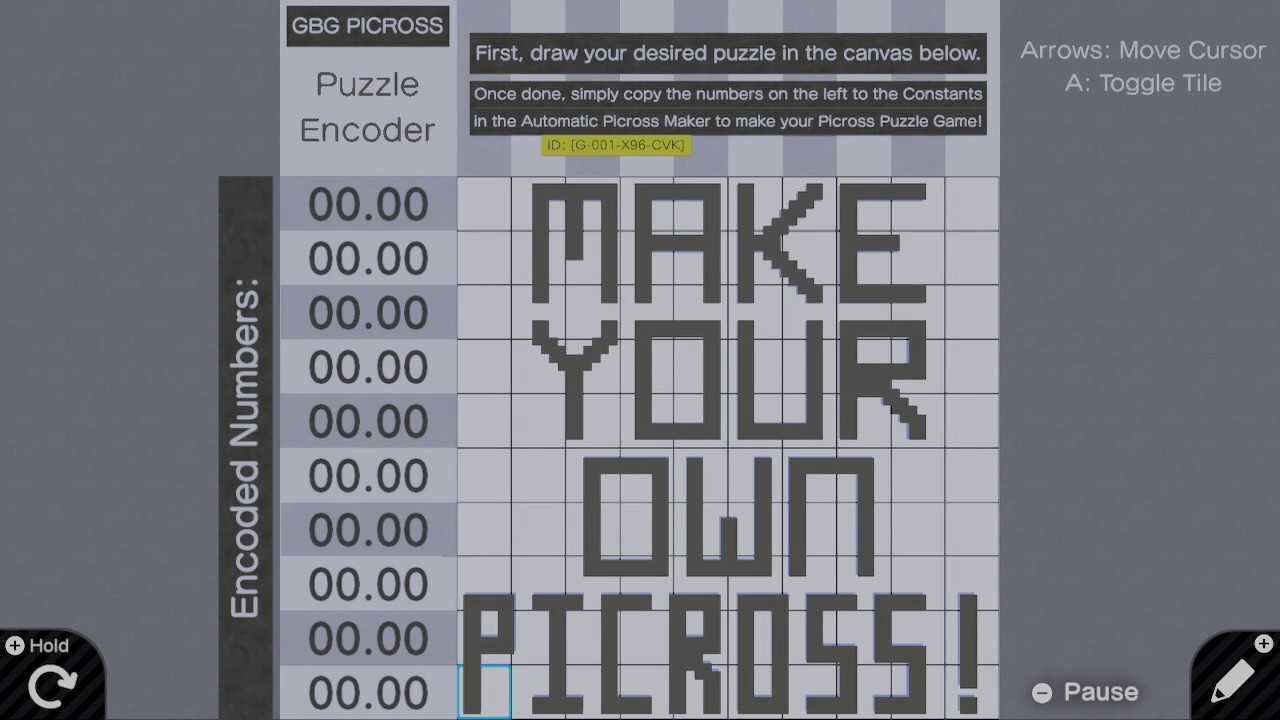 GBG PICROSS
Puzzle
Encoder
First, draw your desired puzzle in the canvas below.
Once done, simply copy the numbers on the left to the Constants
in the Automatic Picross Maker to make your Picross Puzzle Game!
ID: [G-001-X96-CVK]
Arrows: Move Cursor
A: Toggle Tile
Encoded Numbers:
00.00
00.00
00.00
00.00
00.00
00.00
00.00
00.00
00.00
00.00
MAKE
YOUR
OWN
PICROSS!
Hold
Pause